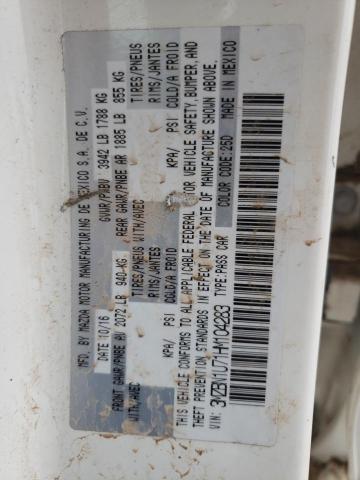 MFD. BY MAZDA MOTOR MANUFACTURING DE MEXICO S.A. DE C.V.
DATE: 10/16 GVWR/PNBV : 3942 LB 1788 KG
FRONT GAWR/PNBE AV 2072 LB 940 KG REAR GAWR/PNBE AR 1885 LB 855 KG
WITH/AVEC TIRES/PNEUS WITH/AVEC TIRES/PNEUS
RIMS/JANTES RIMS/JANTES
KPA/ PSI COLD/A FROID KPA/ PSI COLD/A FROID
THIS VEHICLE CONFORMS TO ALL APPLICABLE FEDERAL MOTOR VEHICLE SAFETY, BUMPER, AND
THEFT PREVENTION STANDARDS IN EFFECT ON THE DATE OF MANUFACTURE SHOWN ABOVE.
VIN: 3MZBN1U71HM104283 TYPE:PASS CAR COLOR CODE:25D MADE IN MEXICO